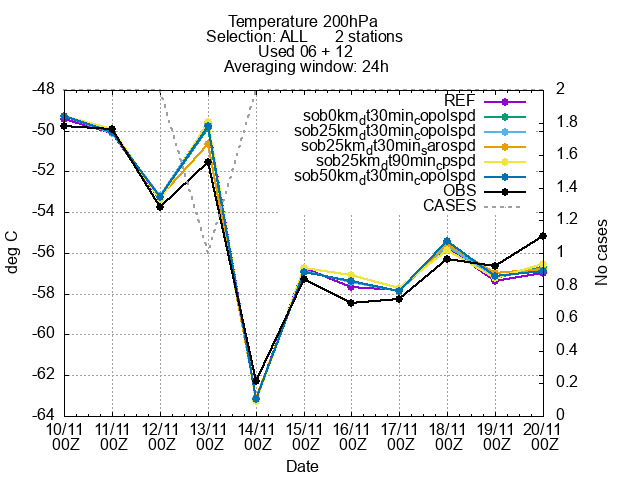 Temperature 200hPa
Selection: ALL 2 stations
Used 06 + 12
Averaging window: 24h
-48
-50
-52
-54
-56
-58
-60
-62
-64
deg C
2
1.8
1.6
1.4
1.2
1
0.8
0.6
0.4
0.2
0
No cases
REF
sob0km_dt30min_copolspd
sob25km_dt30min_copolspd
sob25km_dt30min_sarospd
sob25km_dt90min_cpspd
sob50km_dt30min_copolspd
OBS
CASES
10/11 11/11 12/11 13/11 14/11 15/11 16/11 17/11 18/11 19/11 20/11
00Z 00Z 00Z 00Z 00Z 00Z 00Z 00Z 00Z 00Z 00Z
Date